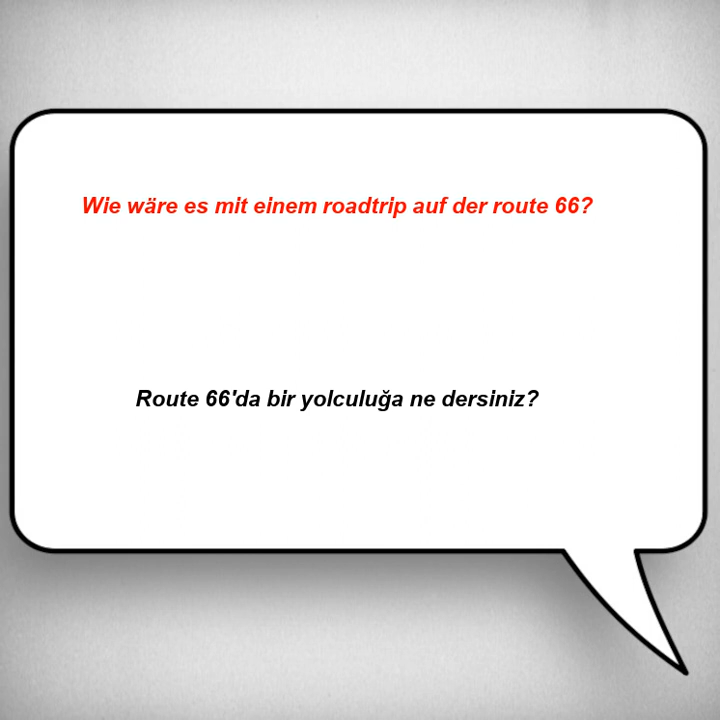 Wie wäre es mit einem roadtrip auf der route 66?
Route 66'da bir yolculuğa ne dersiniz?